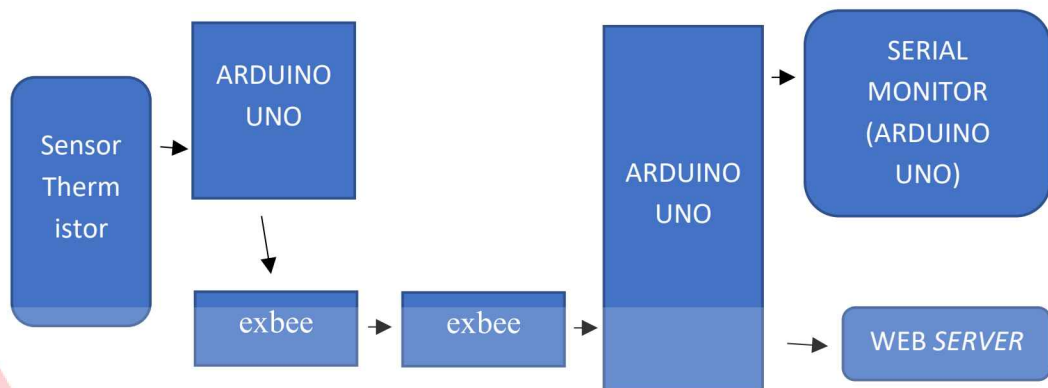 Sensor
Therm
istor
ARDUINO
UNO
exbee
exbee
ARDUINO
UNO
SERIAL
MONITOR
(ARDUINO
UNO)
WEB SERVER